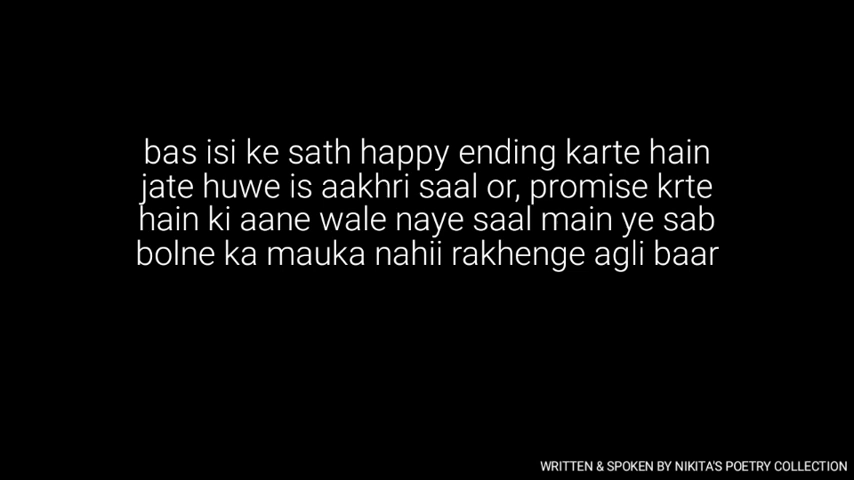 bas isi ke sath happy ending karte hain
jate huwe is aakhri saal or, promise krte
hain ki aane wale naye saal main ye sab
bolne ka mauka nahii rakhenge agli baar
WRITTEN & SPOKEN BY NIKITA'S POETRY COLLECTION